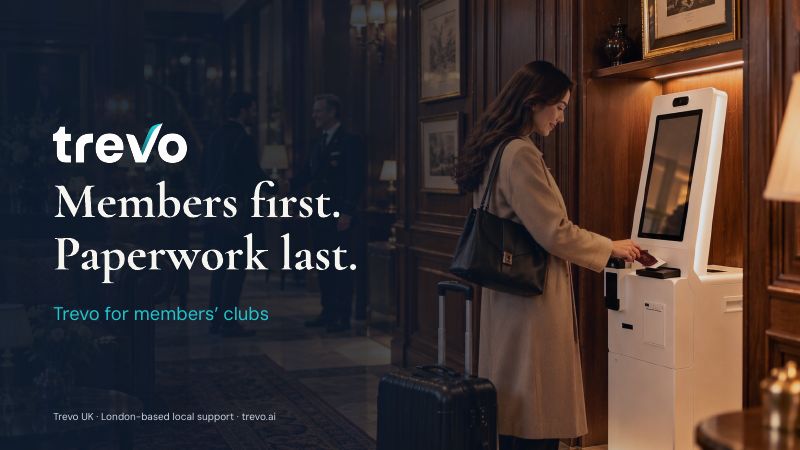 trevo
Members first.
Paperwork last.
Trevo for members’ clubs
Trevo UK · London-based local support · trevo.ai